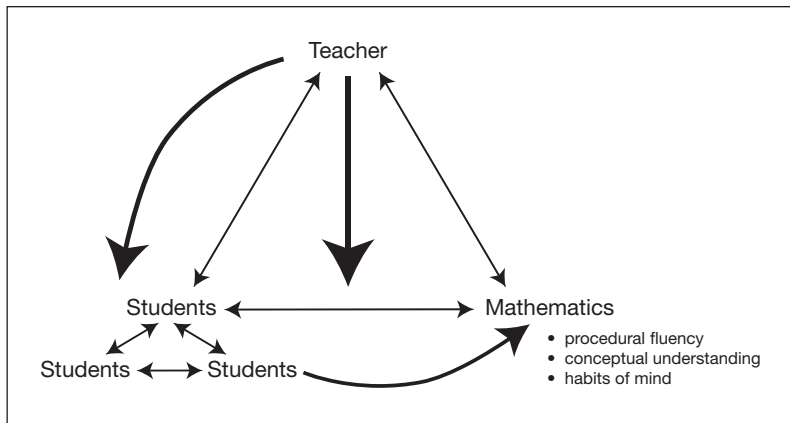 Teacher
Students
Mathematics
• procedural fluency
• conceptual understanding
• habits of mind
Students
Students